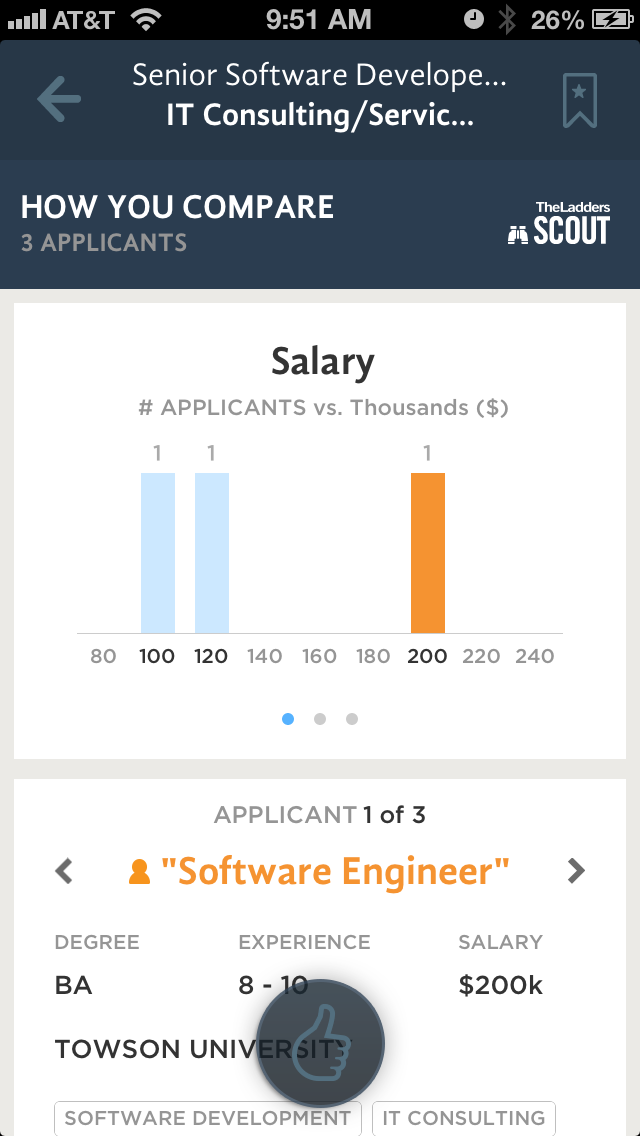 AT&T 9:51 AM 26%
Senior Software Develope...
IT Consulting/Servic...
HOW YOU COMPARE
3 APPLICANTS
TheLadders
SCOUT
Salary
# APPLICANTS vs. Thousands ($)
1 1 1
80 100 120 140 160 180 200 220 240
APPLICANT 1 of 3
"Software Engineer"
DEGREE EXPERIENCE SALARY
BA 8 - 10 $200k
TOWSON UNIVERSITY
SOFTWARE DEVELOPMENT IT CONSULTING